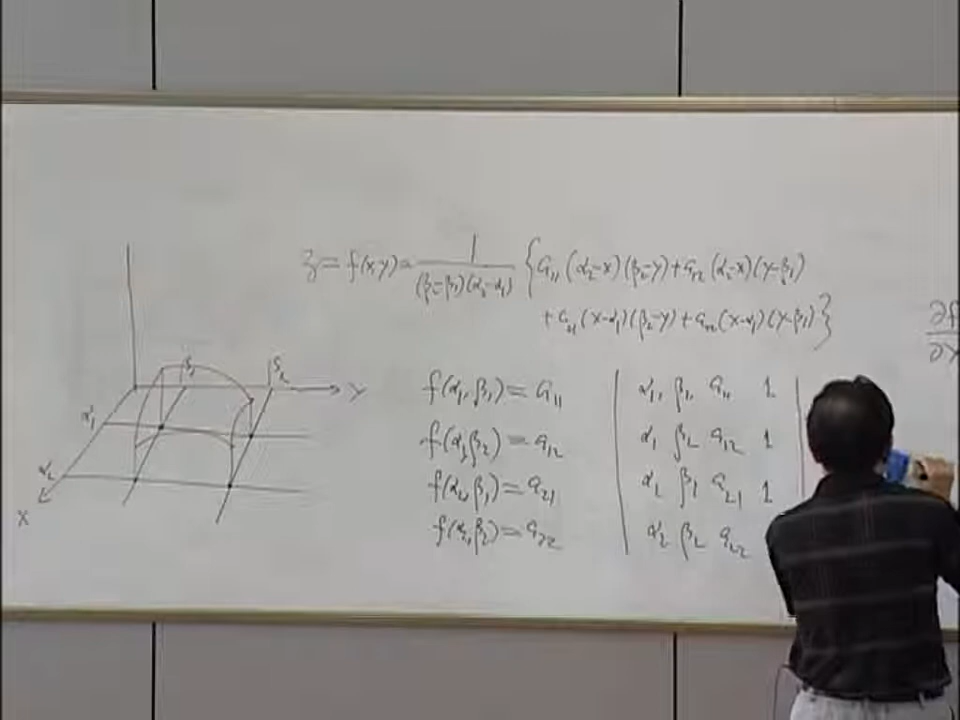 z = f(x,y) = 1/((β₂-β₁)(α₂-α₁)) {a₁₁(α₂-x)(β₂-y)+a₁₂(α₂-x)(y-β₁)
+a₂₁(x-α₁)(β₂-y)+a₂₂(x-α₁)(y-β₁)}
∂f
∂x
β₁ β₂
Y
α₁
α₂
X
f(α₁,β₁) = a₁₁
f(α₁β₂) = a₁₂
f(α₂,β₁) = a₂₁
f(α₂,β₂) = a₂₂
α₁, β₁, a₁₁ 1
α₁ β₂ a₁₂ 1
α₂ β₁ a₂₁ 1
α₂ β₂ a₂₂